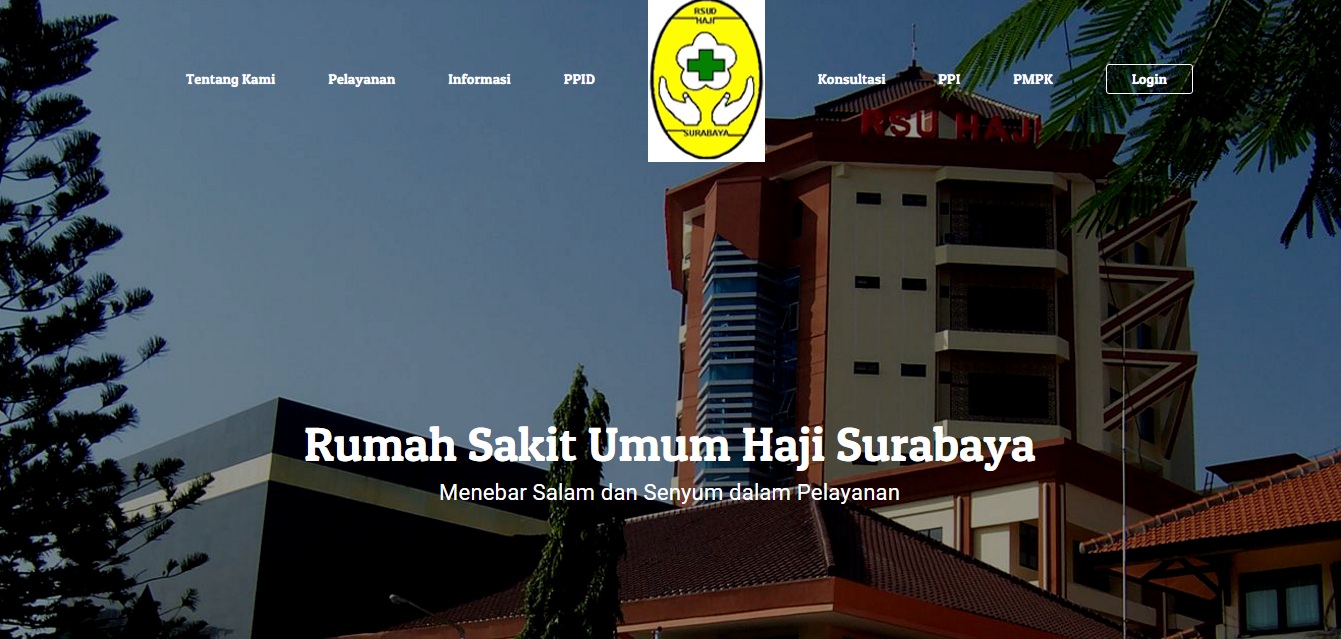 RSUD
HAJI
SURABAYA
Tentang Kami
Pelayanan
Informasi
PPID
Konsultasi
PPI
PMPK
Login
RSU HAJI
Rumah Sakit Umum Haji Surabaya
Menebar Salam dan Senyum dalam Pelayanan